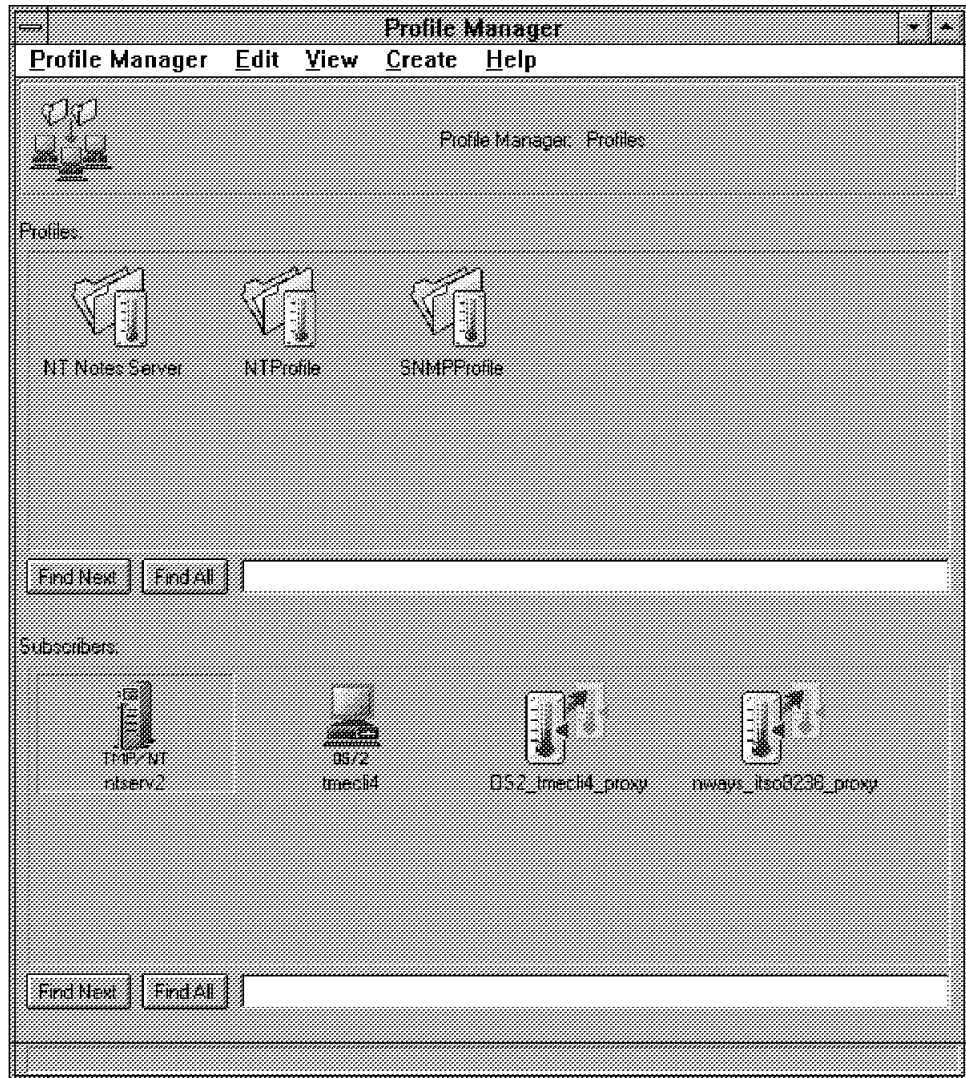 Profile Manager
Profile Manager Edit View Create Help
Profile Manager: Profiles
Profiles:
NT Notes Server NTProfile SNMPProfile
Find Next Find All
Subscribers:
TMP/NT OS/2
ntserv2 tmecli4 OS2_tmecli4_proxy nways_itso8238_proxy
Find Next Find All